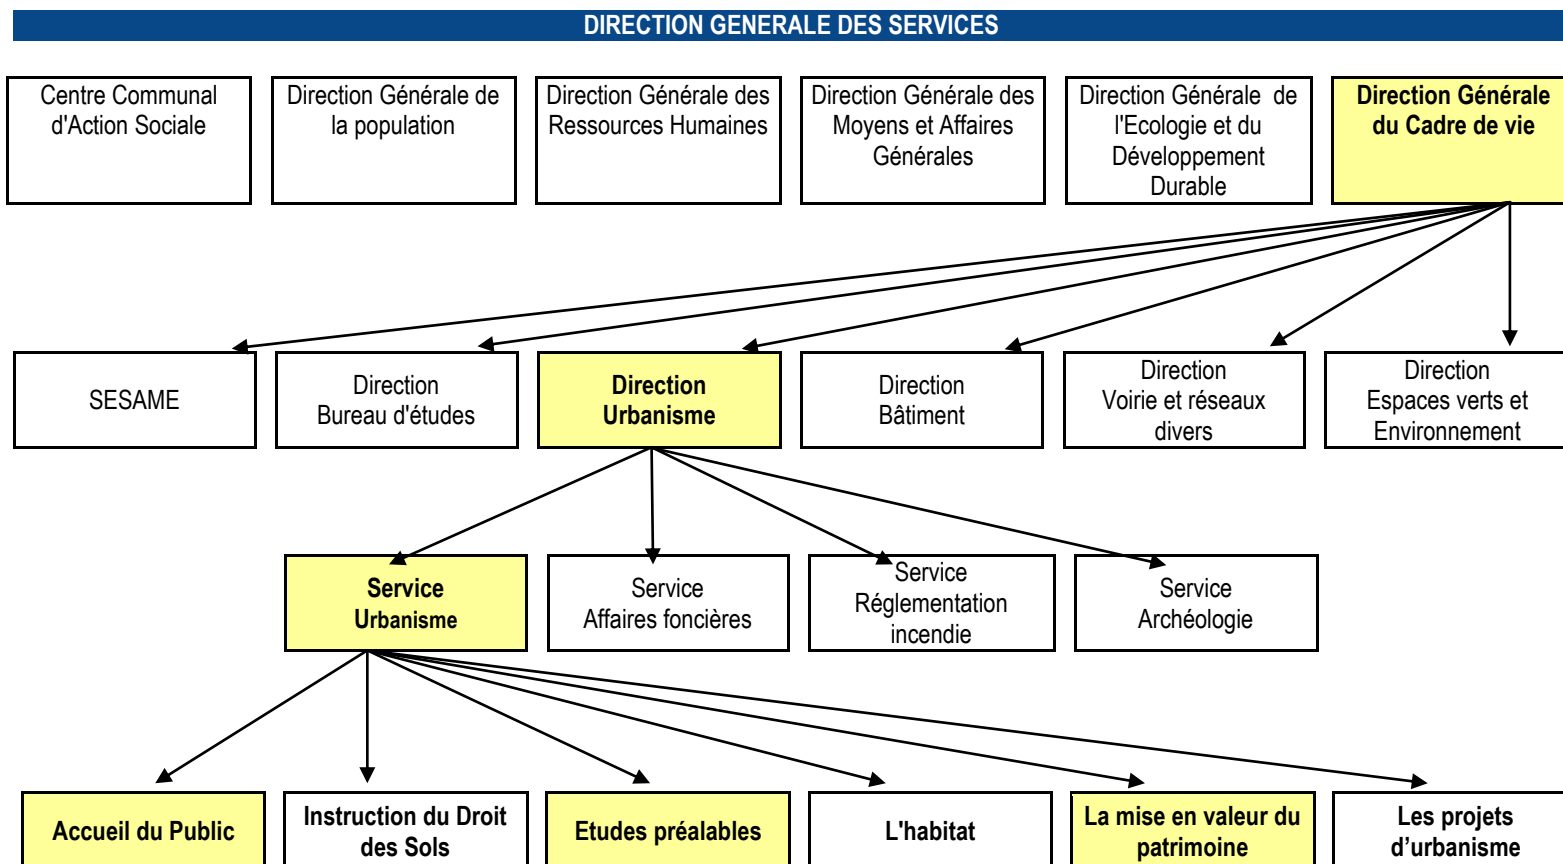 DIRECTION GENERALE DES SERVICES
Centre Communal
d'Action Sociale
Direction Générale de
la population
Direction Générale des
Ressources Humaines
Direction Générale des
Moyens et Affaires
Générales
Direction Générale de
l'Ecologie et du
Développement
Durable
Direction Générale
du Cadre de vie
SESAME
Direction
Bureau d'études
Direction
Urbanisme
Direction
Bâtiment
Direction
Voirie et réseaux
divers
Direction
Espaces verts et
Environnement
Service
Urbanisme
Service
Affaires foncières
Service
Réglementation
incendie
Service
Archéologie
Accueil du Public
Instruction du Droit
des Sols
Etudes préalables
L'habitat
La mise en valeur du
patrimoine
Les projets
d’urbanisme